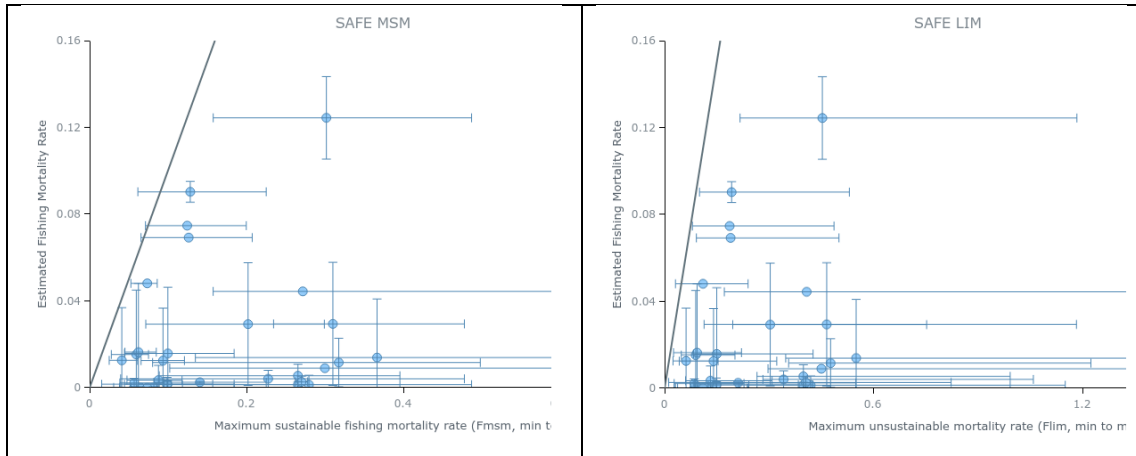 SAFE MSM
0.16
0.12
0.08
0.04
0
Estimated Fishing Mortality Rate
0
0.2
0.4
Maximum sustainable fishing mortality rate (Fmsm, min t
SAFE LIM
0.16
0.12
0.08
0.04
0
Estimated Fishing Mortality Rate
0
0.6
1.2
Maximum unsustainable mortality rate (Flim, min to m